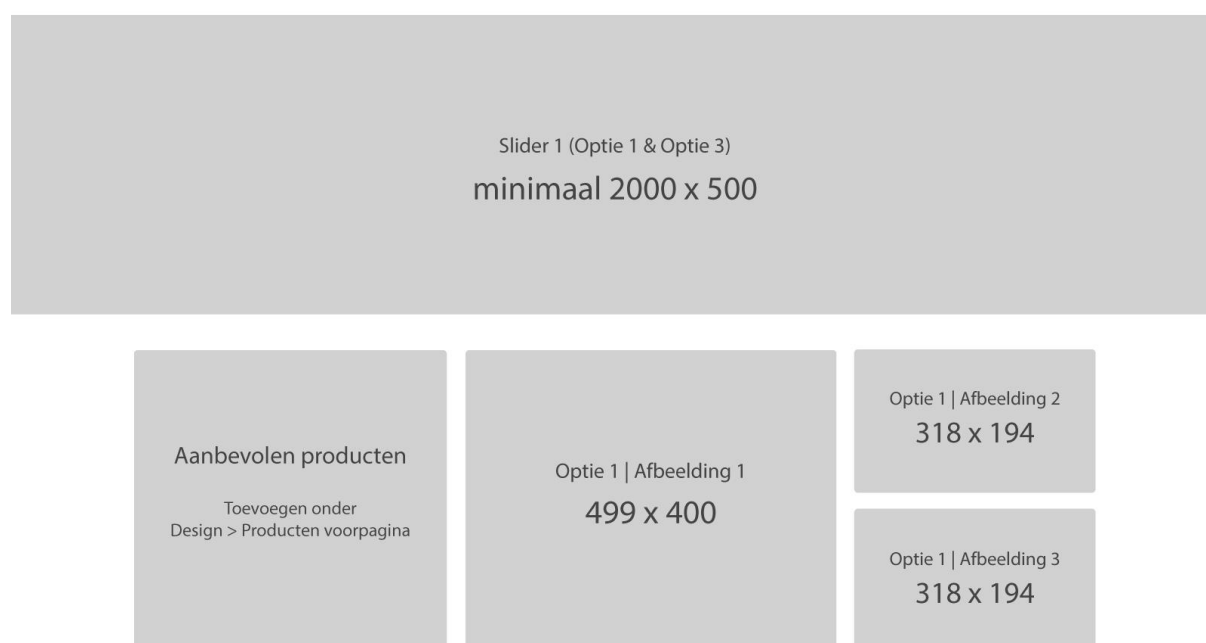 Slider 1 (Optie 1 & Optie 3)
minimaal 2000 x 500
Aanbevolen producten
Toevoegen onder
Design > Producten voorpagina
Optie 1 | Afbeelding 1
499 x 400
Optie 1 | Afbeelding 2
318 x 194
Optie 1 | Afbeelding 3
318 x 194